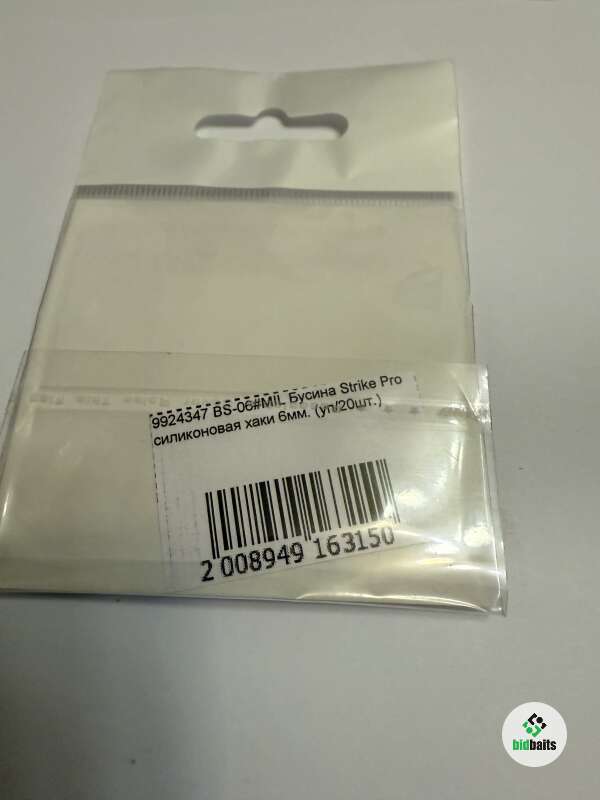 9924347 BS-06#MIL Бусина Strike Pro
силиконовая хаки 6мм. (уп/20шт.)
2 008949 163150
bidbaits